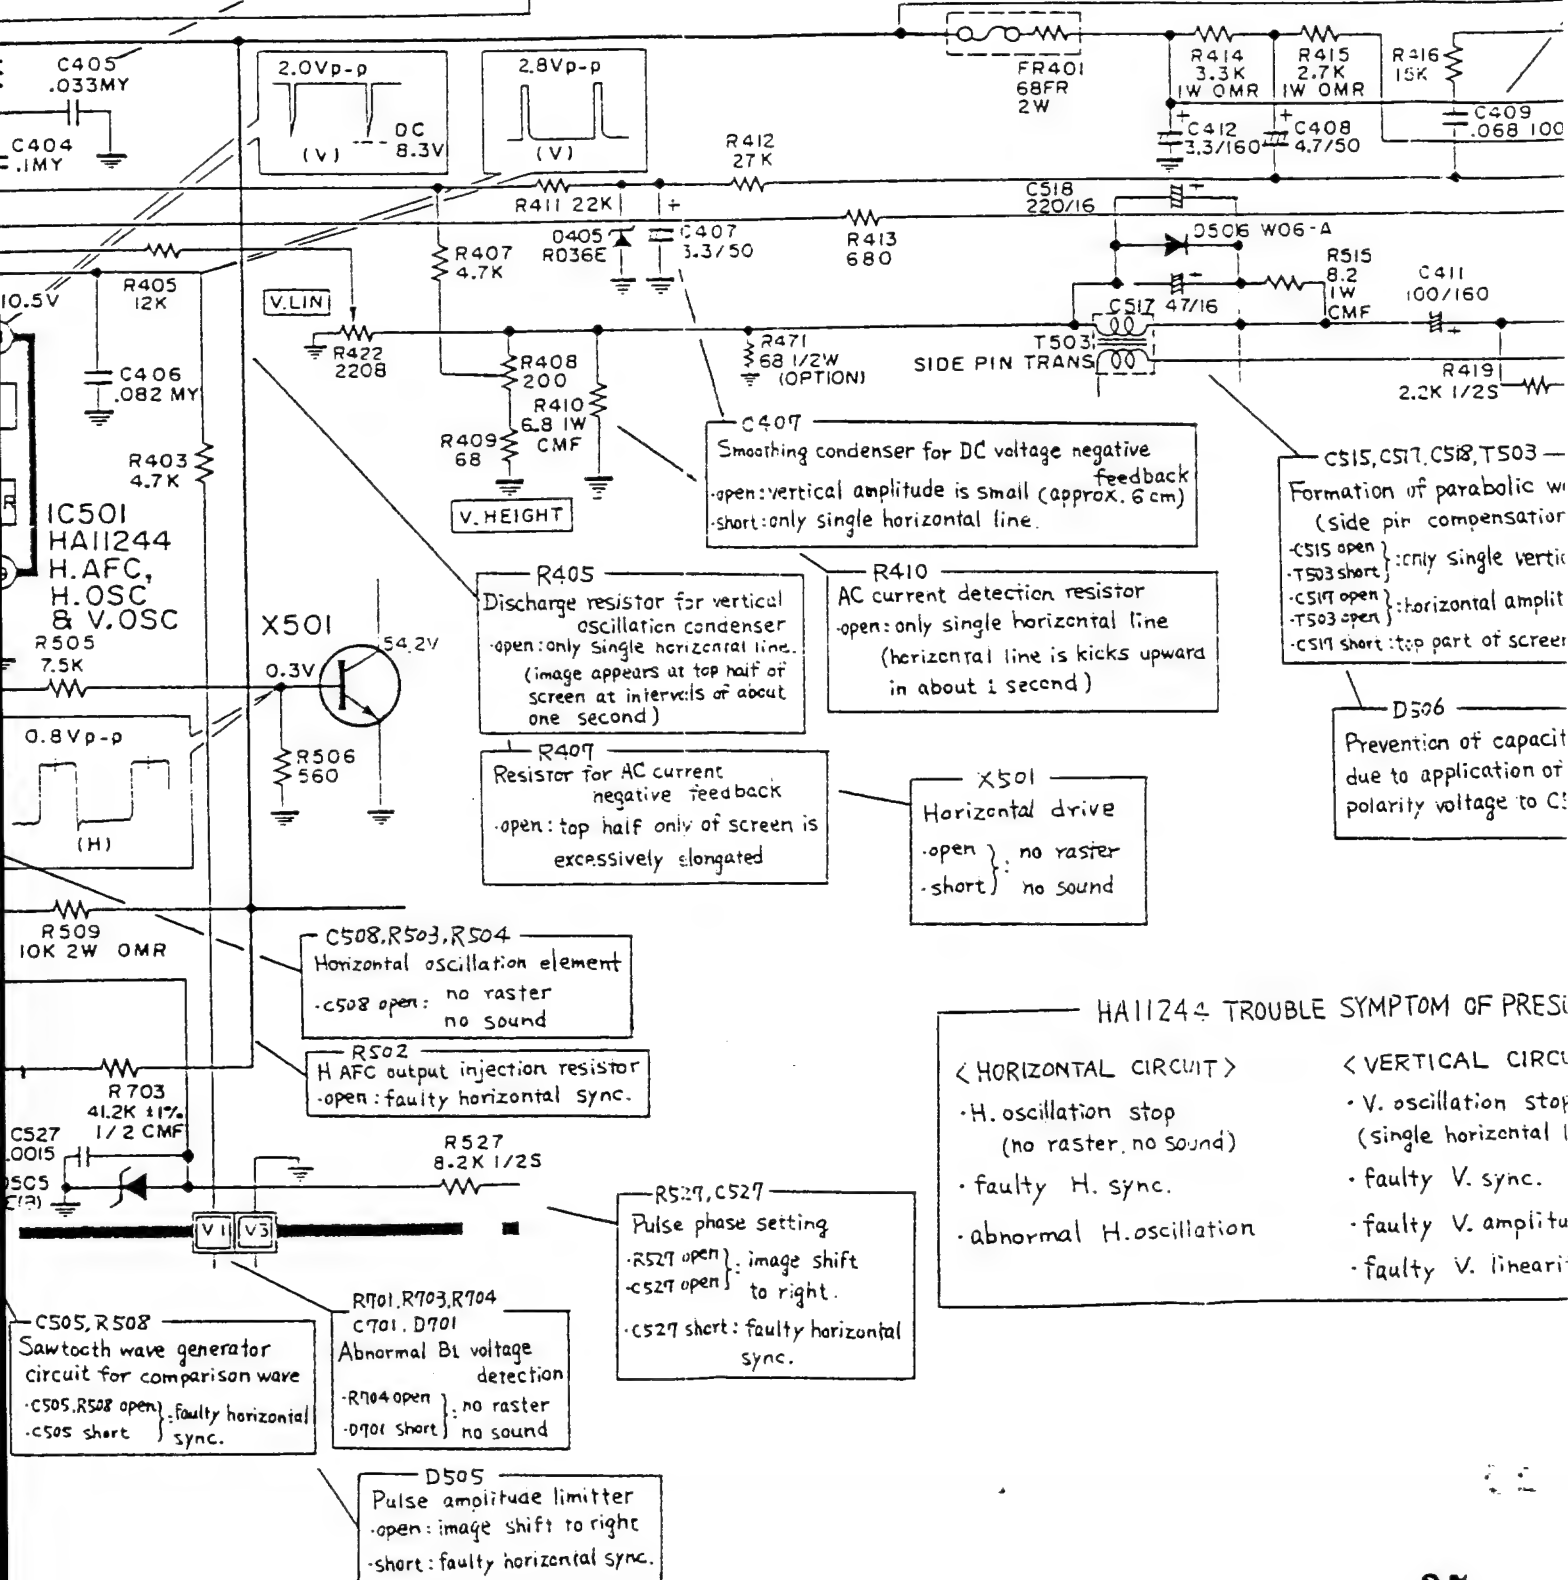 C405
.033MY
C404
.1MY
2.0Vp-p
(V)
DC
8.3V
2.8Vp-p
(V)
FR401
68FR
2W
R414
3.3K
1W OMR
R415
2.7K
1W OMR
R416
15K
C409
.068 100
C412
3.3/160
C408
4.7/50
R412
27K
R411 22K
C518
220/16
D405
RD36E
C407
3.3/50
R413
680
D506 W06-A
R407
4.7K
R405
12K
10.5V
V.LIN
R422
220B
C406
.082 MY
R515
8.2
1W
CMF
C411
100/160
C517 47/16
T503
SIDE PIN TRANS
R471
68 1/2W
(OPTION)
R408
200
R410
6.8 1W
CMF
R409
68
R419
2.2K 1/2S
V. HEIGHT
R403
4.7K
IC501
HA11244
H.AFC,
H.OSC
& V.OSC
R505
7.5K
X501
54.2V
0.3V
R506
560
0.8Vp-p
(H)
C407
Smoothing condenser for DC voltage negative
feedback
·open: vertical amplitude is small (approx. 6 cm)
·short: only single horizontal line.
C515, C517, C518, T503
Formation of parabolic
(side pin compensation
·C515 open
·T503 short } : only single
·C517 open
·T503 open } : horizontal
·C517 short : top part of screen
R405
Discharge resistor for vertical
oscillation condenser
·open: only single horizontal line.
(image appears at top half of
screen at intervals of about
one second)
R410
AC current detection resistor
·open: only single horizontal line
(horizontal line is kicks upward
in about 1 second)
D506
Prevention of
due to application of
polarity voltage to
R407
Resistor for AC current
negative feedback
·open: top half only of screen is
excessively elongated
X501
Horizontal drive
·open } : no raster
·short } no sound
R509
10K 2W OMR
C508, R503, R504
Horizontal oscillation element
·C508 open: no raster
no sound
R502
H AFC output injection resistor
·open: faulty horizontal sync.
R703
41.2K ±1%
1/2 CMF
C527
.0015
R527
8.2K 1/2S
V1 V3
HA11244 TROUBLE SYMPTOM OF
<HORIZONTAL CIRCUIT>
·H. oscillation stop
(no raster, no sound)
·faulty H. sync.
·abnormal H. oscillation
<VERTICAL
·V. oscillation
(single horizontal
·faulty V. sync.
·faulty V.
·faulty V.
R527, C527
Pulse phase setting
·R527 open
·C527 open } : image shift
to right.
·C527 short: faulty horizontal
sync.
C505, R508
Sawtooth wave generator
circuit for comparison wave
·C505, R508 open
·C505 short } : faulty horizontal
sync.
R701, R703, R704
C701, D701
Abnormal B1 voltage
detection
·R704 open } : no raster
·D701 short } no sound
D505
Pulse amplitude limitter
·open: image shift to right
·short: faulty horizontal sync.